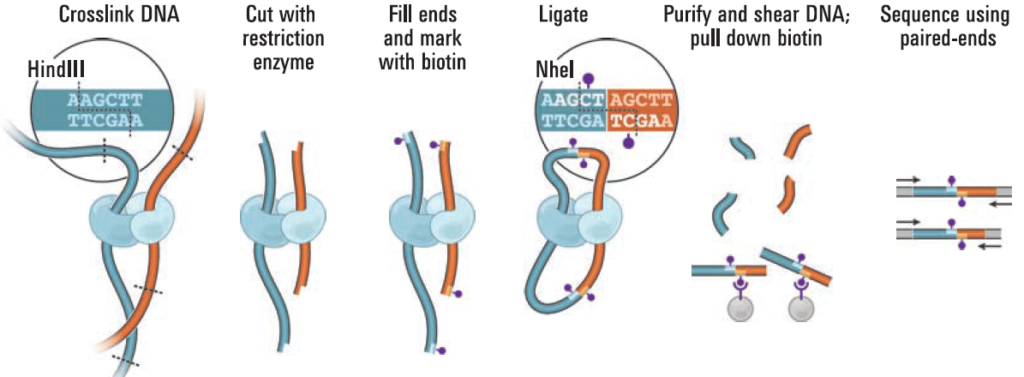 Crosslink DNA
Cut with
restriction
enzyme
Fill ends
and mark
with biotin
Ligate
Purify and shear DNA;
pull down biotin
Sequence using
paired-ends
HindIII
AAGCTT
TTCGAA
NheI
AAGCT AGCTT
TTCGA TCGAA